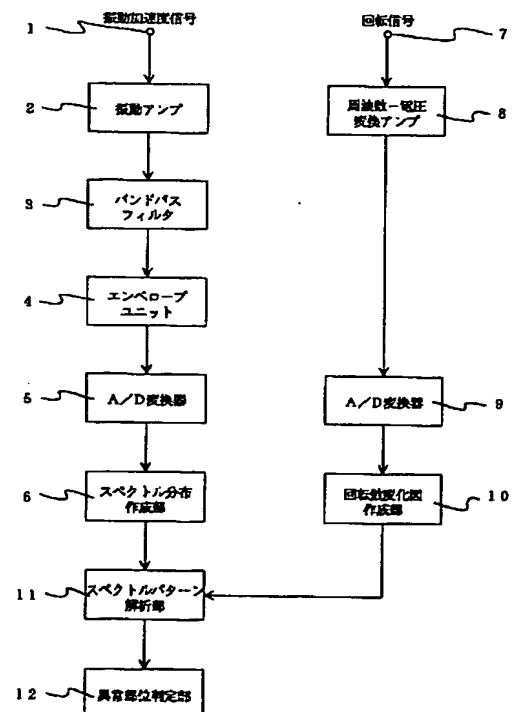 振動加速度信号
1
2
振動アンプ
3
バンドパス
フィルタ
4
エンベロープ
ユニット
5
A/D変換器
6
スペクトル分布
作成部
11
スペクトルパターン
解析部
12
異常部位判定部
回転信号
7
周波数-電圧
変換アンプ
8
A/D変換器
9
回転数変化図
作成部
10